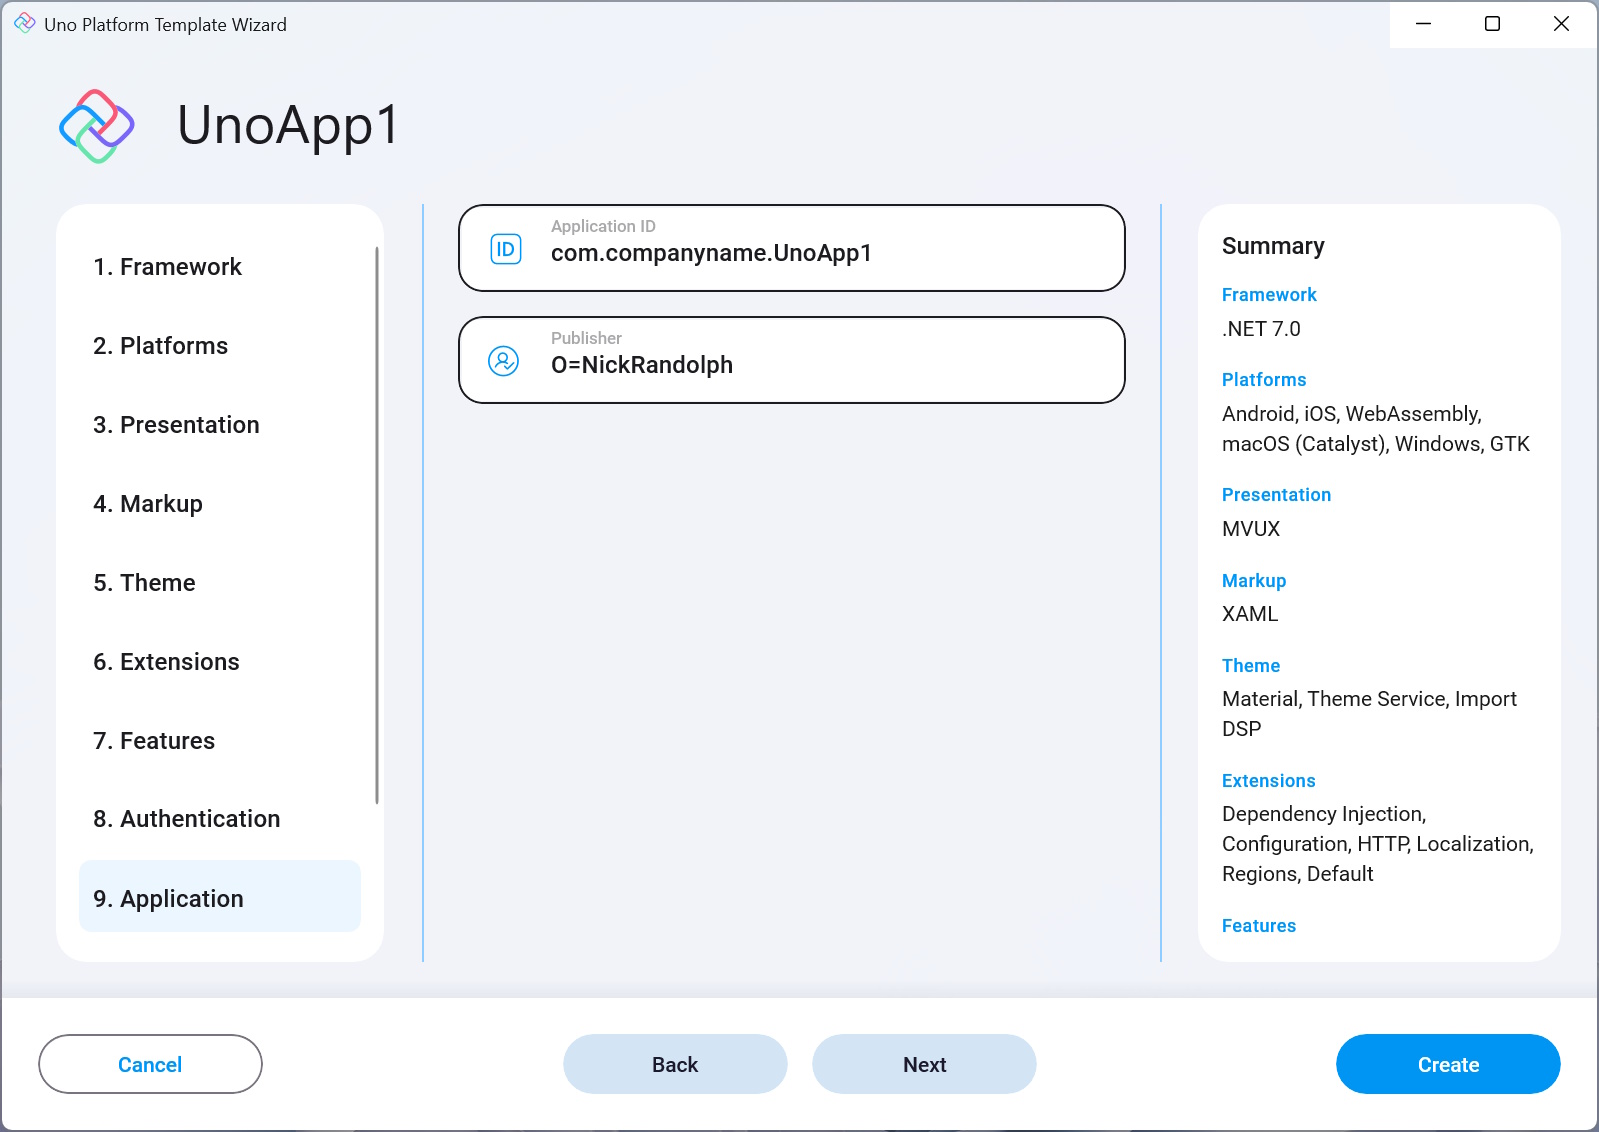 Uno Platform Template Wizard
UnoApp1
1. Framework
2. Platforms
3. Presentation
4. Markup
5. Theme
6. Extensions
7. Features
8. Authentication
9. Application
ID
Application ID
com.companyname.UnoApp1
Publisher
O=NickRandolph
Summary
Framework
.NET 7.0
Platforms
Android, iOS, WebAssembly,
macOS (Catalyst), Windows, GTK
Presentation
MVUX
Markup
XAML
Theme
Material, Theme Service, Import
DSP
Extensions
Dependency Injection,
Configuration, HTTP, Localization,
Regions, Default
Features
Cancel
Back
Next
Create